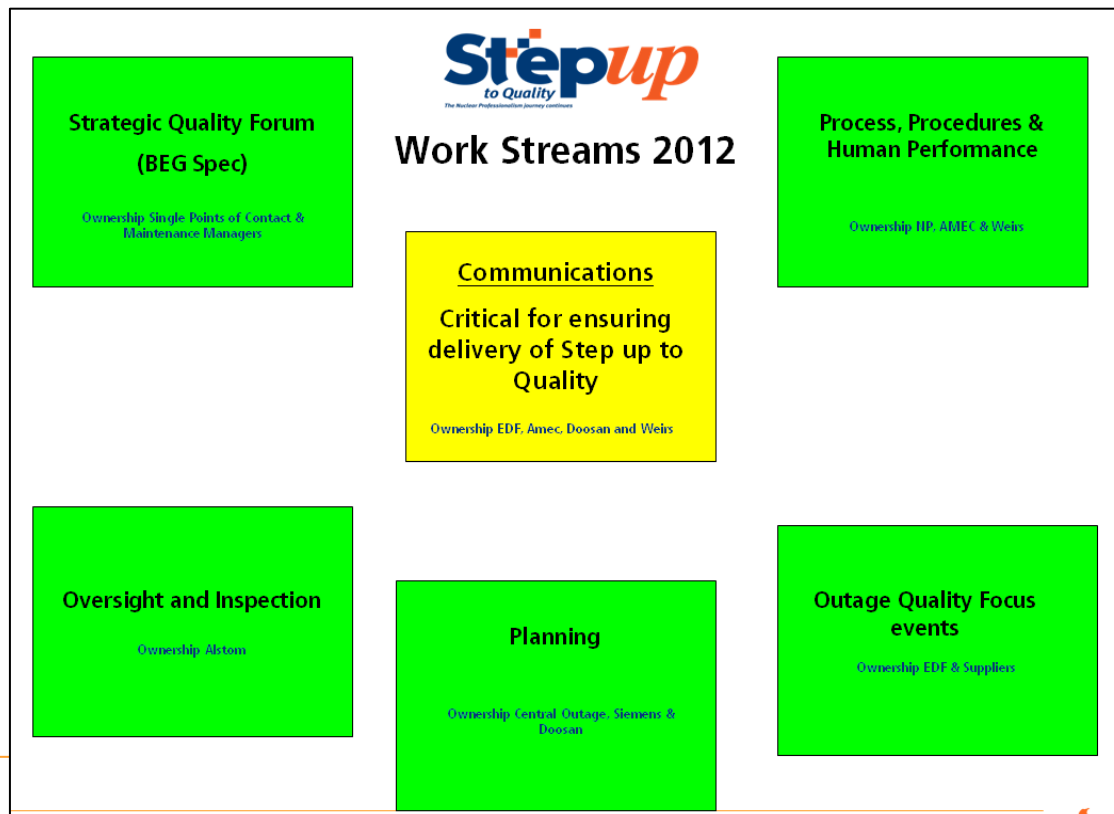 Stepup
to Quality
The Nuclear Professionalism journey continues
Work Streams 2012
Strategic Quality Forum
(BEG Spec)
Ownership Single Points of Contact &
Maintenance Managers
Process, Procedures &
Human Performance
Ownership NP, AMEC & Weirs
Communications
Critical for ensuring
delivery of Step up to
Quality
Ownership EDF, Amec, Doosan and Weirs
Oversight and Inspection
Ownership Alstom
Planning
Ownership Central Outage, Siemens &
Doosan
Outage Quality Focus
events
Ownership EDF & Suppliers